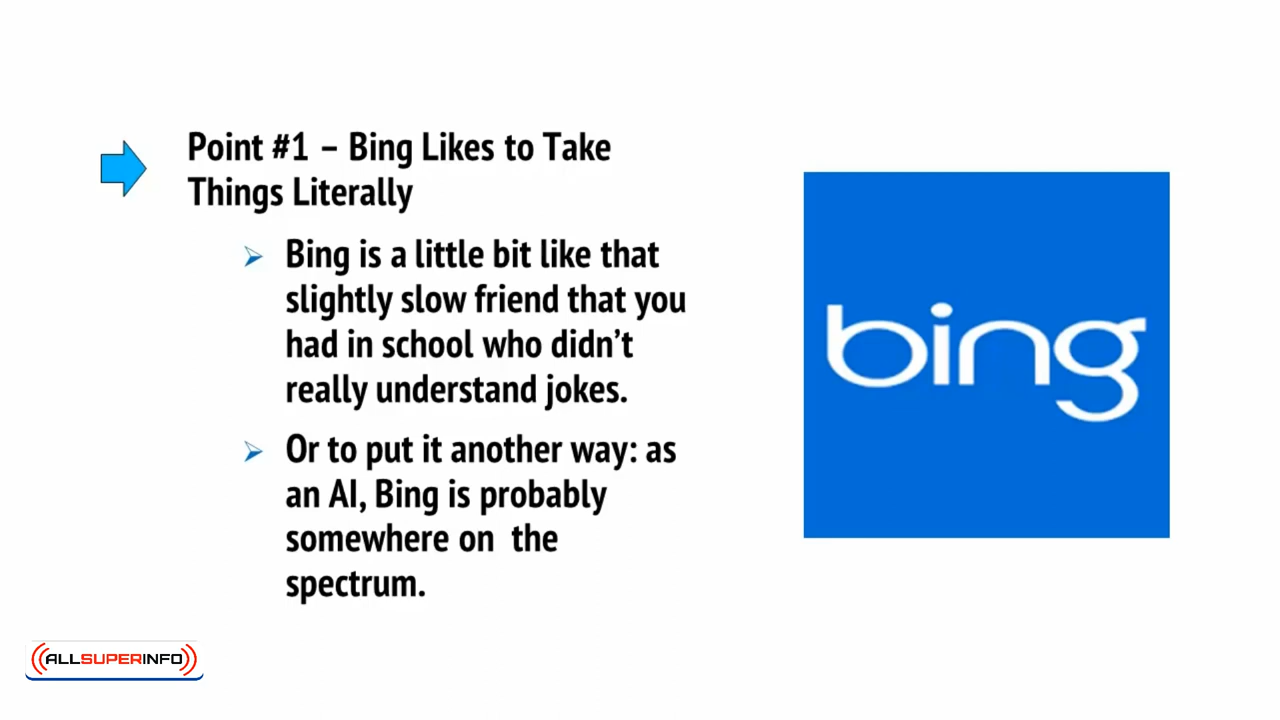 Point #1 – Bing Likes to Take
Things Literally
Bing is a little bit like that
slightly slow friend that you
had in school who didn’t
really understand jokes.
Or to put it another way: as
an AI, Bing is probably
somewhere on  the
spectrum.
bing
ALLSUPERINFO